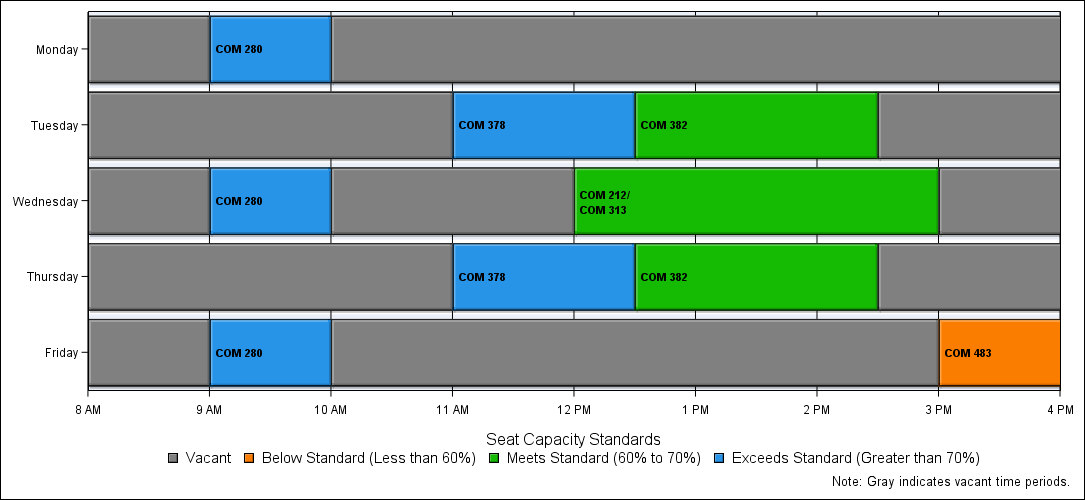 Monday
COM 280
Tuesday
COM 378
COM 382
Wednesday
COM 280
COM 212/
COM 313
Thursday
COM 378
COM 382
Friday
COM 280
COM 483
8 AM
9 AM
10 AM
11 AM
12 PM
1 PM
2 PM
3 PM
4 PM
Seat Capacity Standards
Vacant
Below Standard (Less than 60%)
Meets Standard (60% to 70%)
Exceeds Standard (Greater than 70%)
Note: Gray indicates vacant time periods.